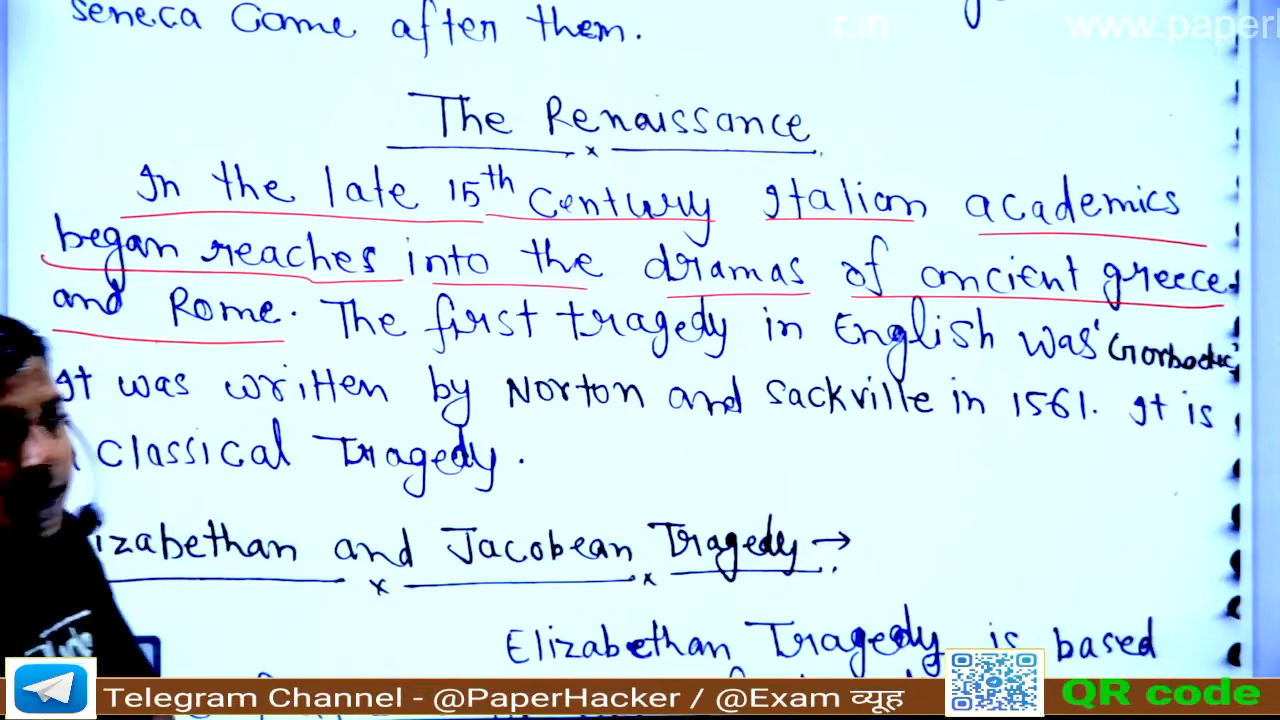 Seneca Come after them.
r.in www.paperh
The Renaissance
In the late 15th Century Italian academics
began reaches into the dramas of ancient greece
and Rome. The first tragedy in English was 'Gorboduc'
It was written by Norton and Sackville in 1561. It is
Classical Tragedy.
izabethan and Jacobean Tragedy →
Elizabethan Tragedy is based
Telegram Channel - @PaperHacker / @Exam व्यूह
QR code